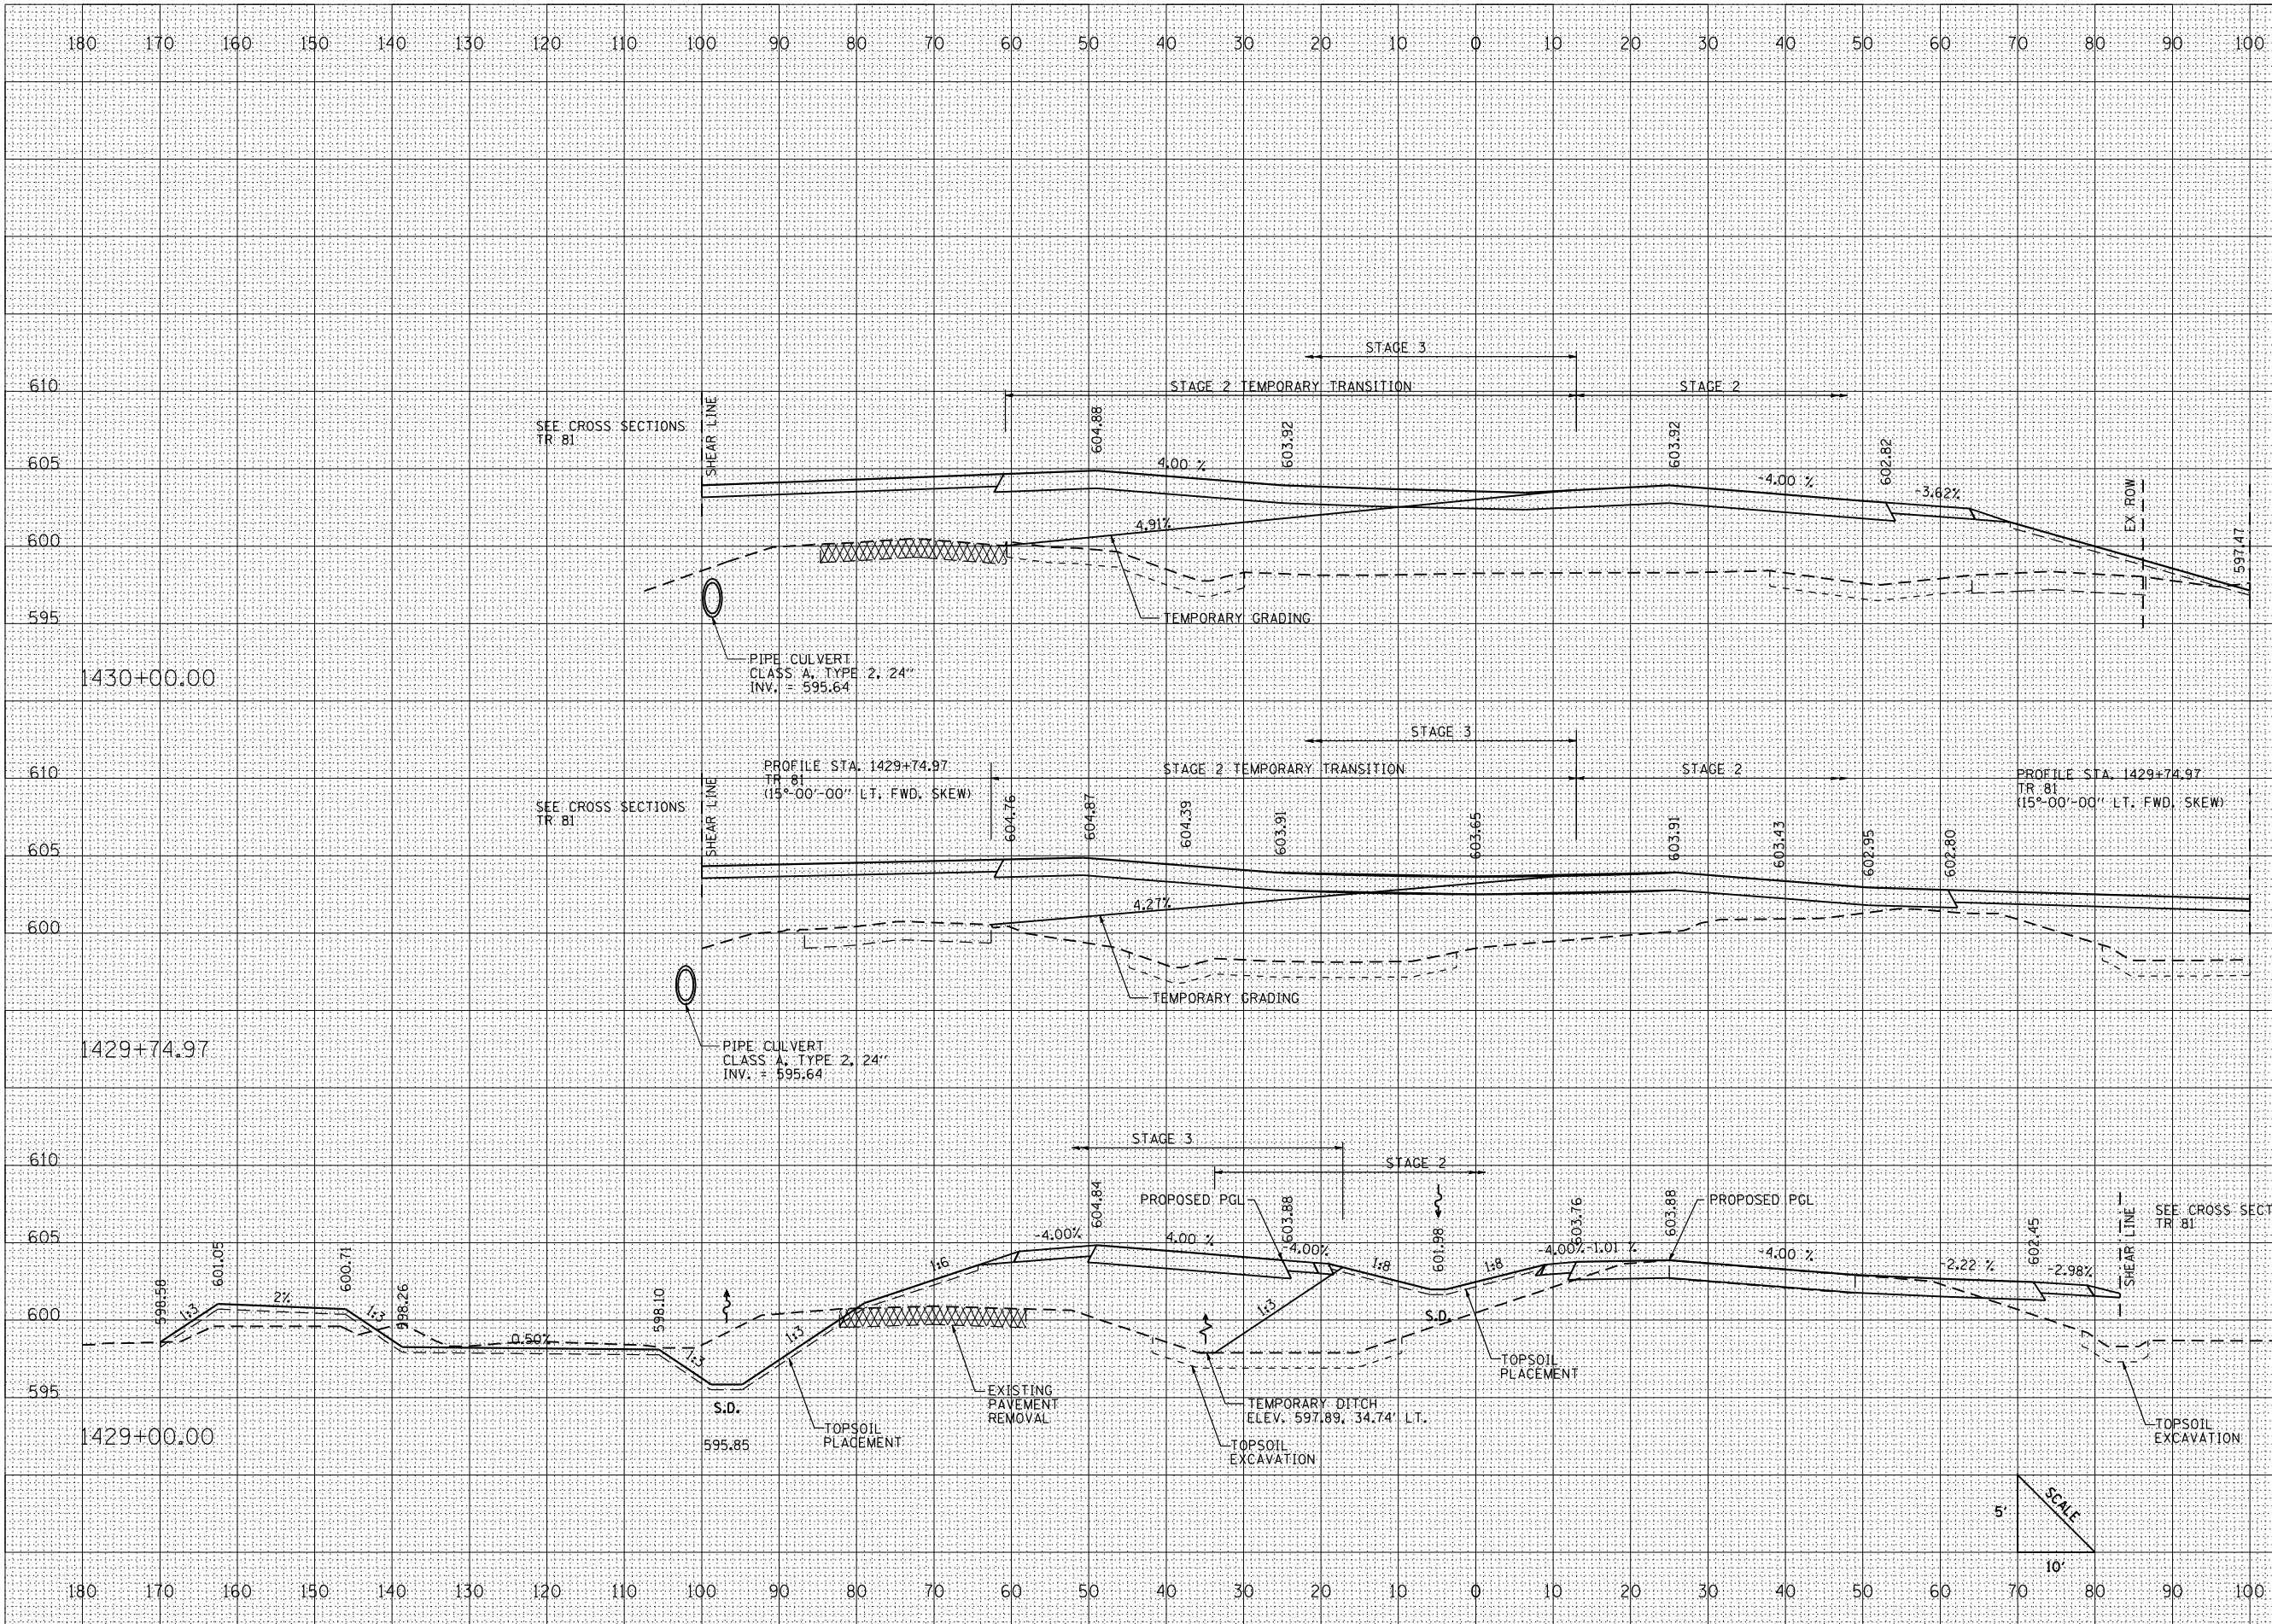 180 170 160 150 140 130 120 110 100 90 80 70 60 50 40 30 20 10 0 10 20 30 40 50 60 70 80 90 100
STAGE 3
610
STAGE 2 TEMPORARY TRANSITION
STAGE 2
SEE CROSS SECTIONS
TR 81
SHEAR LINE
604.88
603.92
603.92
602.82
605
4.00 %
-4.00 %
-3.62%
EX ROW
597.47
600
4.91%
595
TEMPORARY GRADING
PIPE CULVERT
CLASS A, TYPE 2, 24"
INV. = 595.64
1430+00.00
STAGE 3
610
PROFILE STA. 1429+74.97
TR 81
(15°-00'-00" LT. FWD. SKEW)
STAGE 2 TEMPORARY TRANSITION
STAGE 2
PROFILE STA. 1429+74.97
TR 81
(15°-00'-00" LT. FWD. SKEW)
SEE CROSS SECTIONS
TR 81
SHEAR LINE
604.76
604.87
604.39
603.91
603.65
603.91
603.43
602.95
602.80
605
600
4.27%
TEMPORARY GRADING
1429+74.97
PIPE CULVERT
CLASS A, TYPE 2, 24"
INV. = 595.64
STAGE 3
610
STAGE 2
PROPOSED PGL
PROPOSED PGL
604.84
603.88
601.98
603.76
603.88
602.45
SHEAR LINE
SEE CROSS SECT
TR 81
605
-4.00%
4.00 %
-4.00%
1:8
1:8
-4.00%
-1.01 %
-4.00 %
-2.22 %
-2.98%
598.58
601.05
600.71
598.26
598.10
1:6
1:3
2%
1:3
600
0.50%
1:3
1:3
1:3
S.D.
595
S.D.
595.85
TOPSOIL
PLACEMENT
EXISTING
PAVEMENT
REMOVAL
TEMPORARY DITCH
ELEV. 597.89, 34.74' LT.
TOPSOIL
EXCAVATION
TOPSOIL
PLACEMENT
TOPSOIL
EXCAVATION
1429+00.00
5'
SCALE
10'
180 170 160 150 140 130 120 110 100 90 80 70 60 50 40 30 20 10 0 10 20 30 40 50 60 70 80 90 100